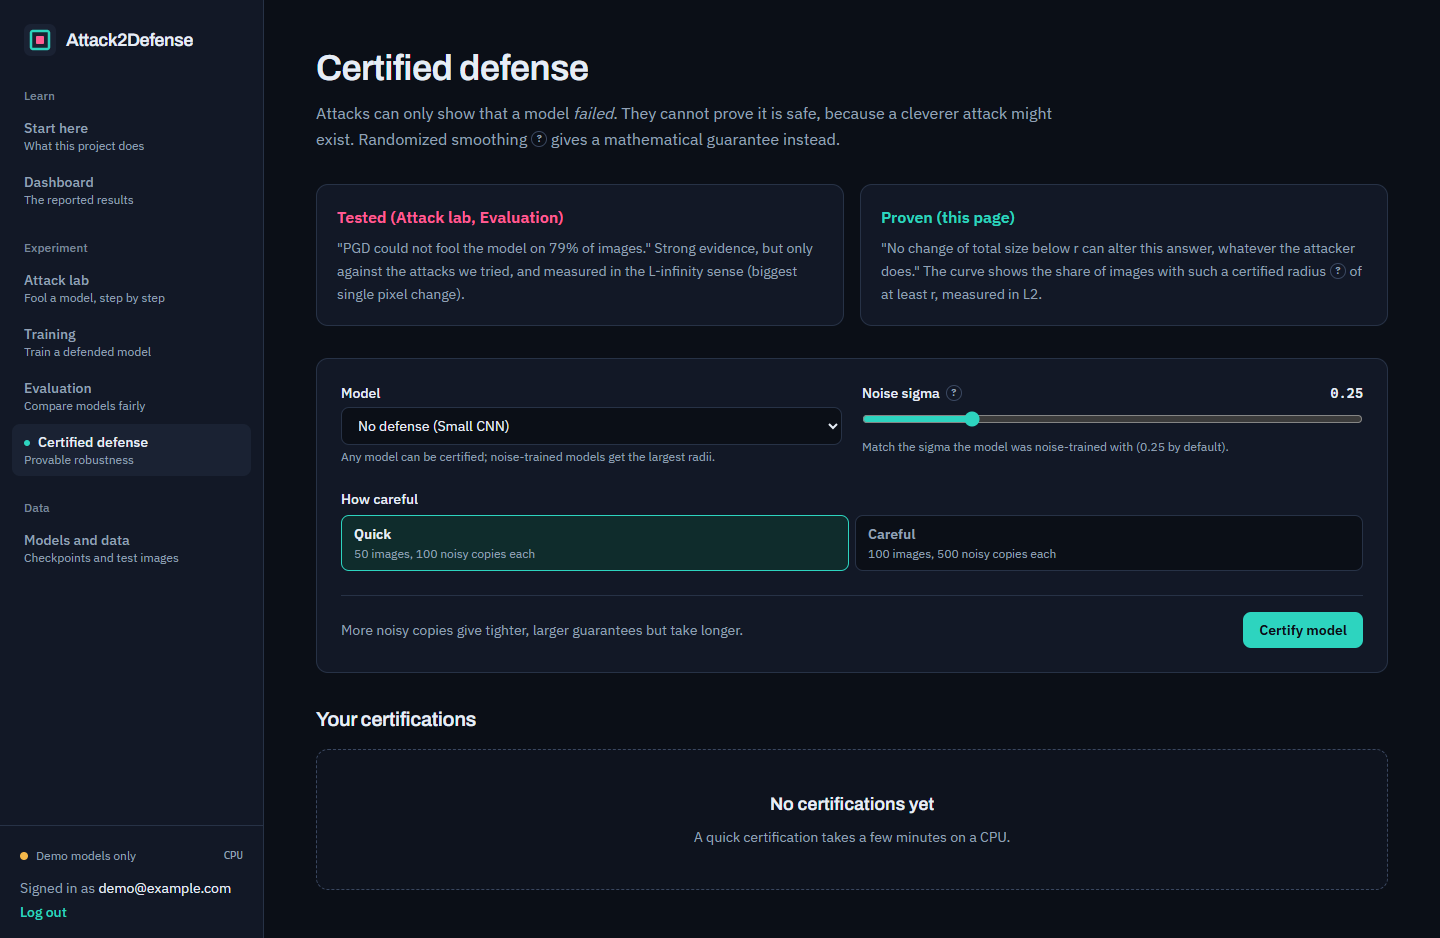 Attack2Defense
Learn
Start here
What this project does
Dashboard
The reported results
Experiment
Attack lab
Fool a model, step by step
Training
Train a defended model
Evaluation
Compare models fairly
Certified defense
Provable robustness
Data
Models and data
Checkpoints and test images
Demo models only CPU
Signed in as demo@example.com
Log out
Certified defense
Attacks can only show that a model failed. They cannot prove it is safe, because a cleverer attack might
exist. Randomized smoothing ? gives a mathematical guarantee instead.
Tested (Attack lab, Evaluation)
"PGD could not fool the model on 79% of images." Strong evidence, but only
against the attacks we tried, and measured in the L-infinity sense (biggest
single pixel change).
Proven (this page)
"No change of total size below r can alter this answer, whatever the attacker
does." The curve shows the share of images with such a certified radius ? of
at least r, measured in L2.
Model
No defense (Small CNN)
Any model can be certified; noise-trained models get the largest radii.
Noise sigma ? 0.25
Match the sigma the model was noise-trained with (0.25 by default).
How careful
Quick
50 images, 100 noisy copies each
Careful
100 images, 500 noisy copies each
More noisy copies give tighter, larger guarantees but take longer.
Certify model
Your certifications
No certifications yet
A quick certification takes a few minutes on a CPU.